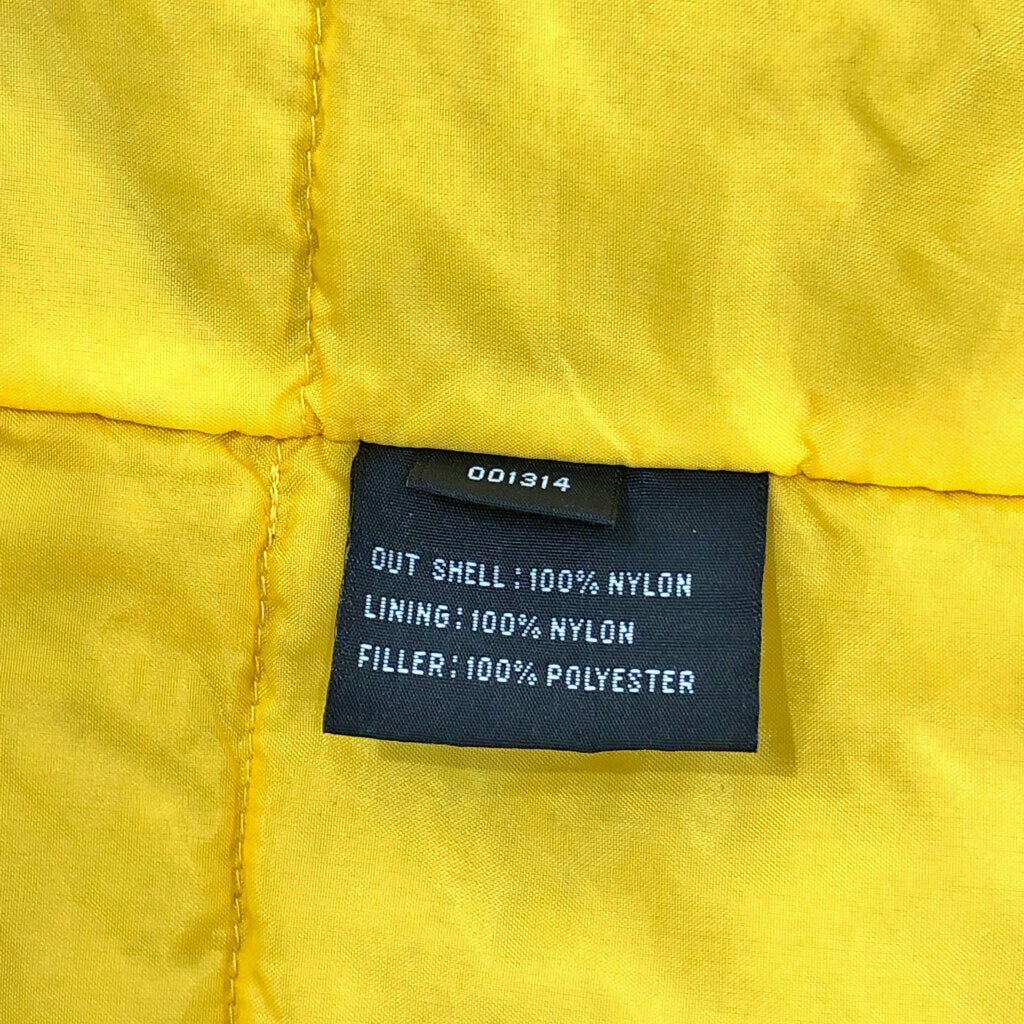 001314
OUT SHELL:100% NYLON
LINING:100% NYLON
FILLER:100% POLYESTER